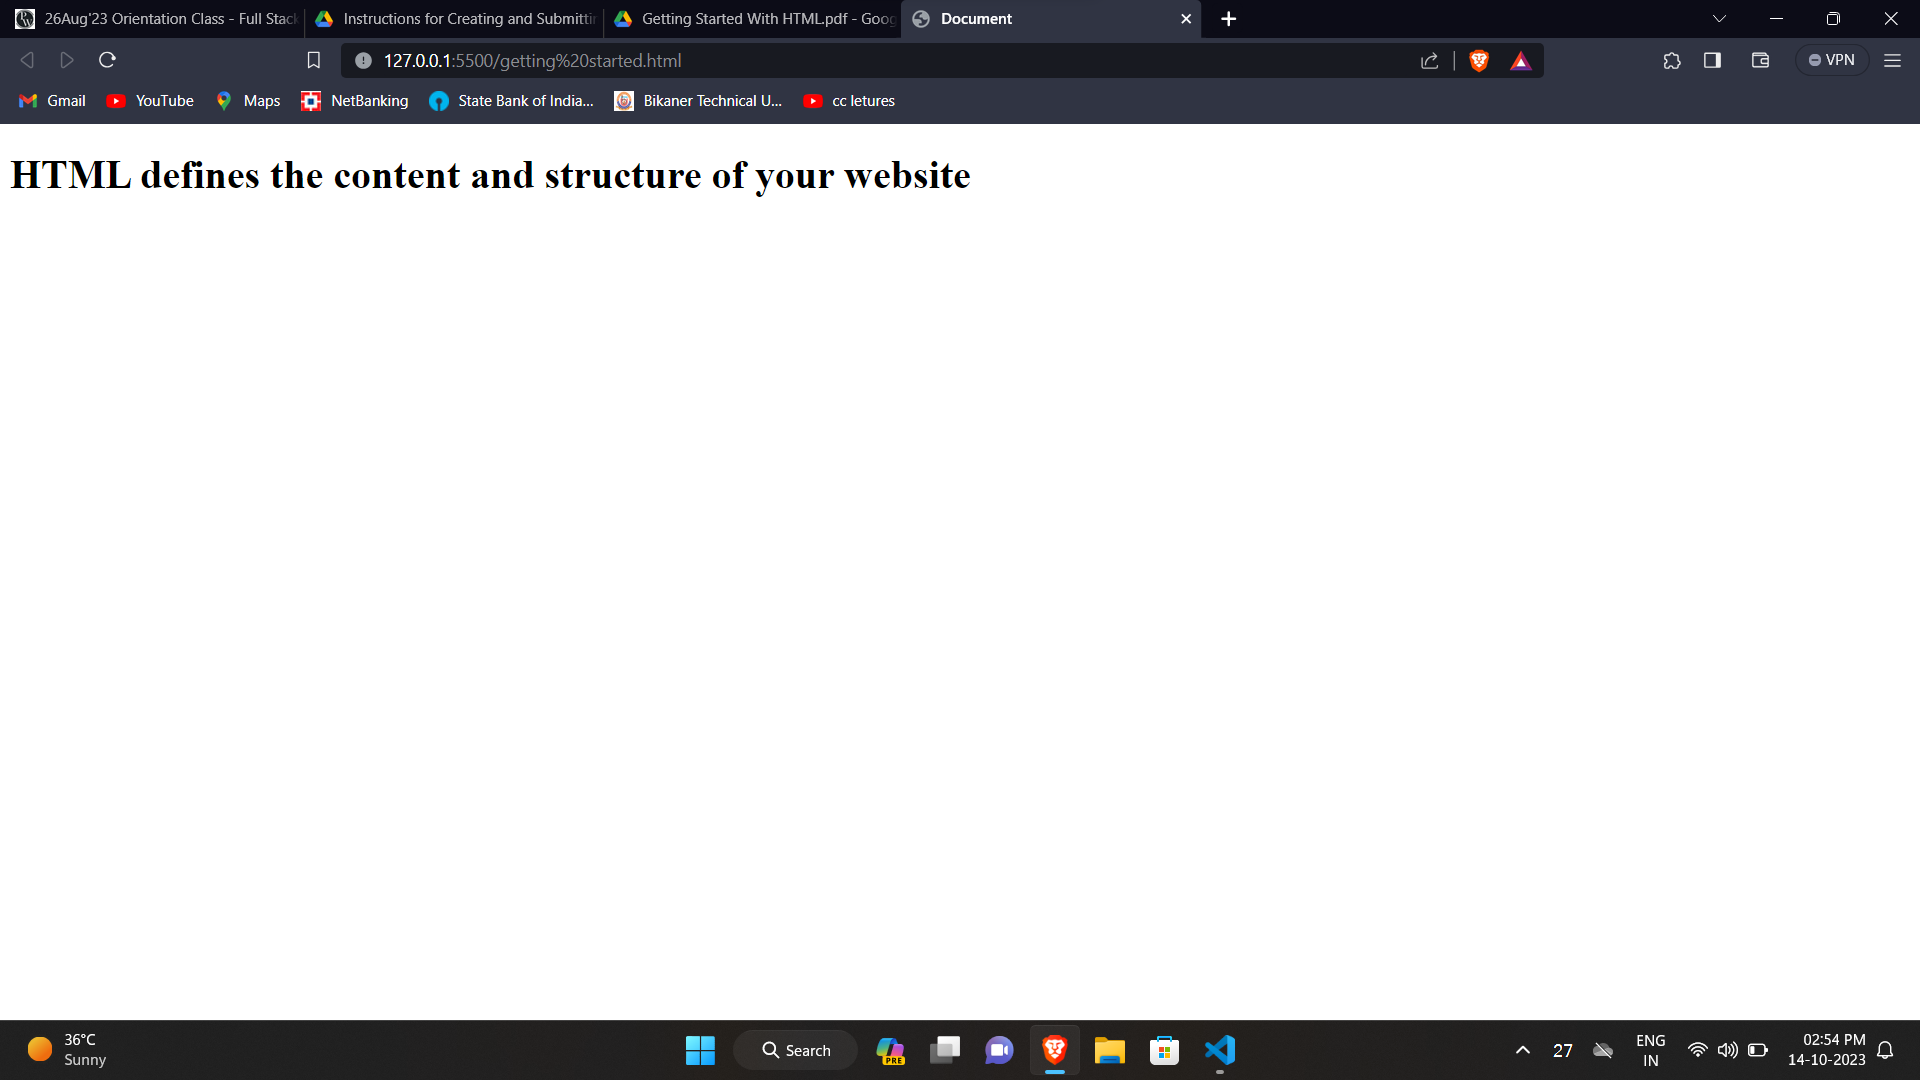 26Aug'23 Orientation Class - Full Stack
Instructions for Creating and Submittin
Getting Started With HTML.pdf - Goog
Document
127.0.0.1:5500/getting%20started.html
VPN
Gmail
YouTube
Maps
NetBanking
State Bank of India...
Bikaner Technical U...
cc letures
HTML defines the content and structure of your website
36°C
Sunny
Search
PRE
27
ENG
IN
02:54 PM
14-10-2023